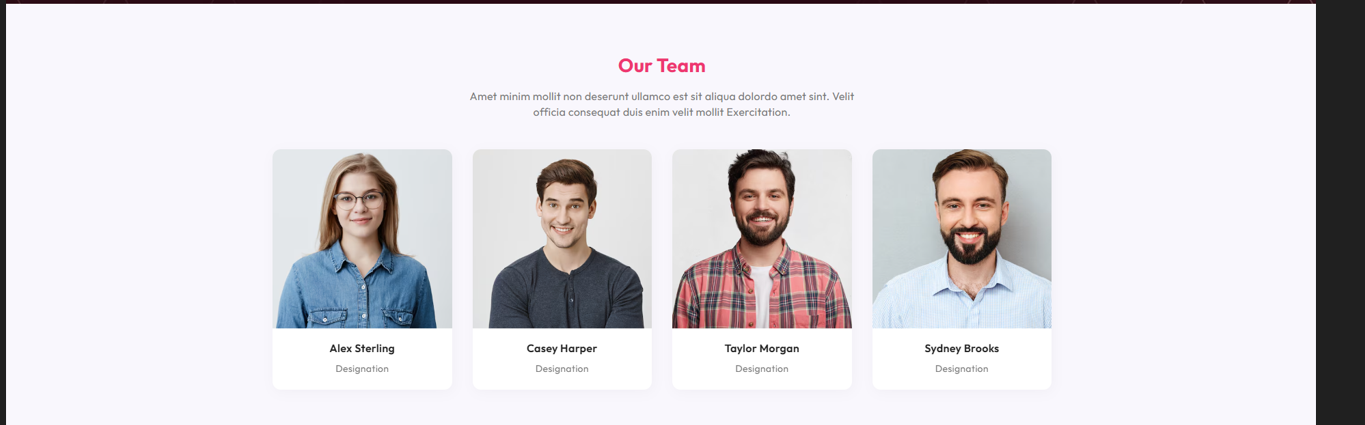 Our Team
Amet minim mollit non deserunt ullamco est sit aliqua dolordo amet sint. Velit
officia consequat duis enim velit mollit Exercitation.
Alex Sterling
Designation
Casey Harper
Designation
Taylor Morgan
Designation
Sydney Brooks
Designation